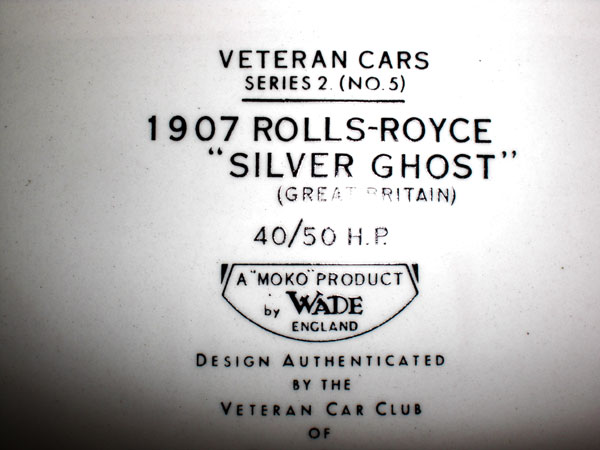 VETERAN CARS
SERIES 2. (NO. 5)
1907 ROLLS-ROYCE
"SILVER GHOST"
(GREAT BRITAIN)
40/50 H.P.
A "MOKO" PRODUCT
by WADE
ENGLAND
DESIGN AUTHENTICATED
BY THE
VETERAN CAR CLUB
OF